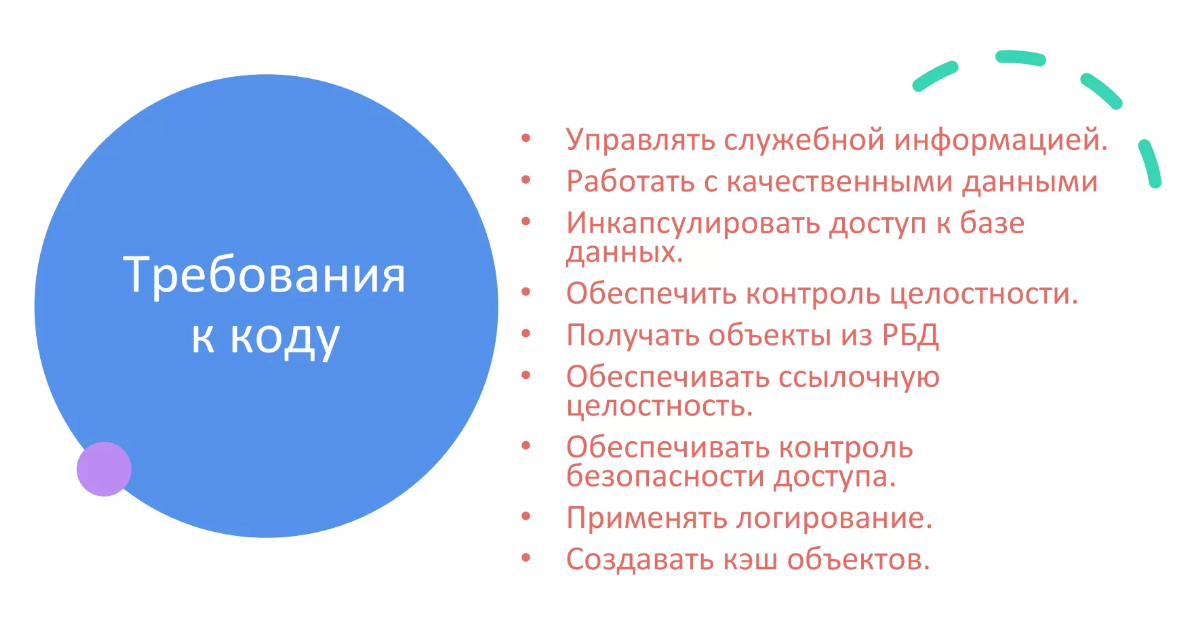 Требования
к коду
• Управлять служебной информацией.
• Работать с качественными данными
• Инкапсулировать доступ к базе
данных.
• Обеспечить контроль целостности.
• Получать объекты из РБД
• Обеспечивать ссылочную
целостность.
• Обеспечивать контроль
безопасности доступа.
• Применять логирование.
• Создавать кэш объектов.